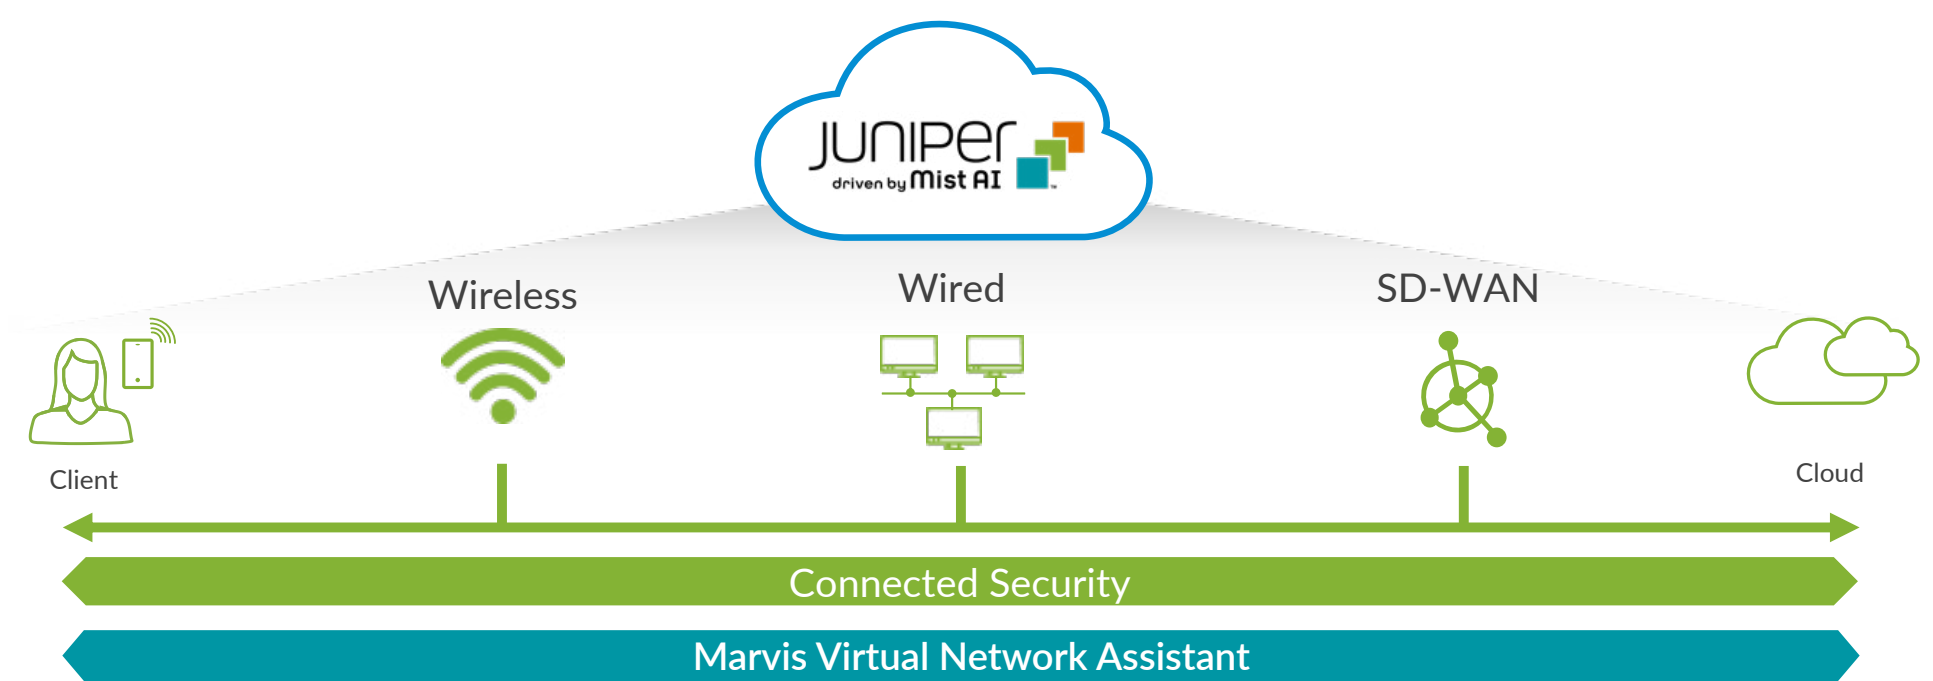 JUNIPER
driven by Mist AI
Wireless
Wired
SD-WAN
Client
Cloud
Connected Security
Marvis Virtual Network Assistant